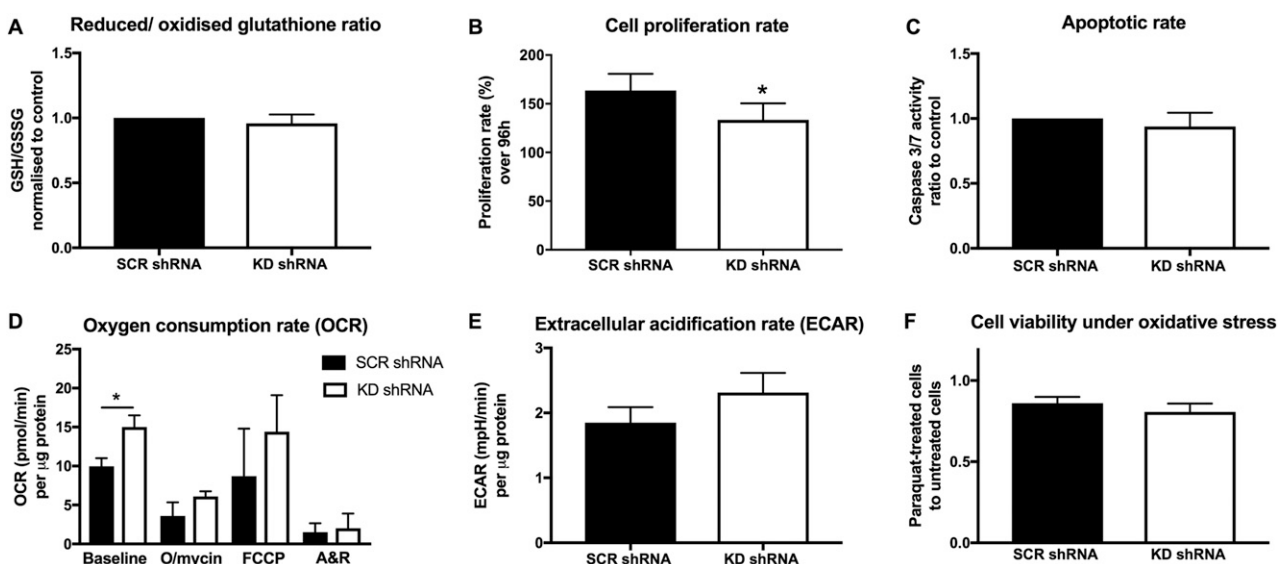 A
Reduced/ oxidised glutathione ratio
GSH/GSSG
normalised to control
1.5
1.0
0.5
0.0
SCR shRNA
KD shRNA
B
Cell proliferation rate
Proliferation rate (%)
over 96h
200
150
100
50
0
*
SCR shRNA
KD shRNA
C
Apoptotic rate
Caspase 3/7 activity
ratio to control
1.5
1.0
0.5
0.0
SCR shRNA
KD shRNA
D
Oxygen consumption rate (OCR)
OCR (pmol/min)
per µg protein
25
20
15
10
5
0
*
SCR shRNA
KD shRNA
Baseline
O/mycin
FCCP
A&R
E
Extracellular acidification rate (ECAR)
ECAR (mpH/min)
per µg protein
3
2
1
0
SCR shRNA
KD shRNA
F
Cell viability under oxidative stress
Paraquat-treated cells
to untreated cells
1.0
0.5
0.0
SCR shRNA
KD shRNA